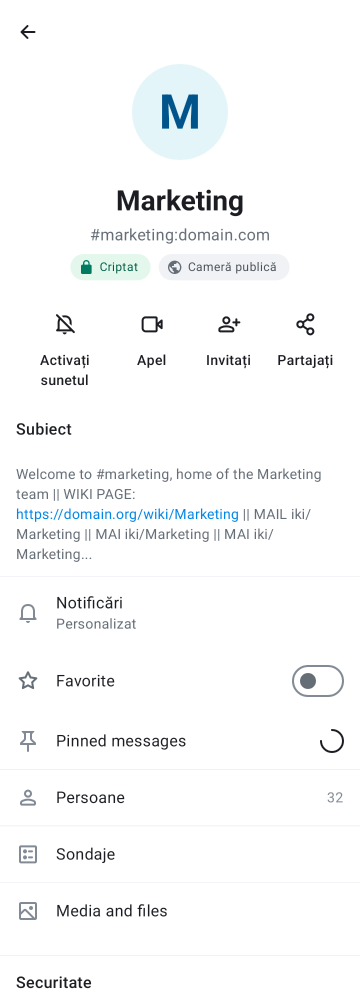 M
Marketing
#marketing:domain.com
Criptat
Cameră publică
Activați sunetul
Apel
Invitați
Partajați
Subiect
Welcome to #marketing, home of the Marketing
team || WIKI PAGE:
https://domain.org/wiki/Marketing || MAIL iki/
Marketing || MAI iki/Marketing || MAI iki/
Marketing...
Notificări
Personalizat
Favorite
Pinned messages
Persoane 32
Sondaje
Media and files
Securitate